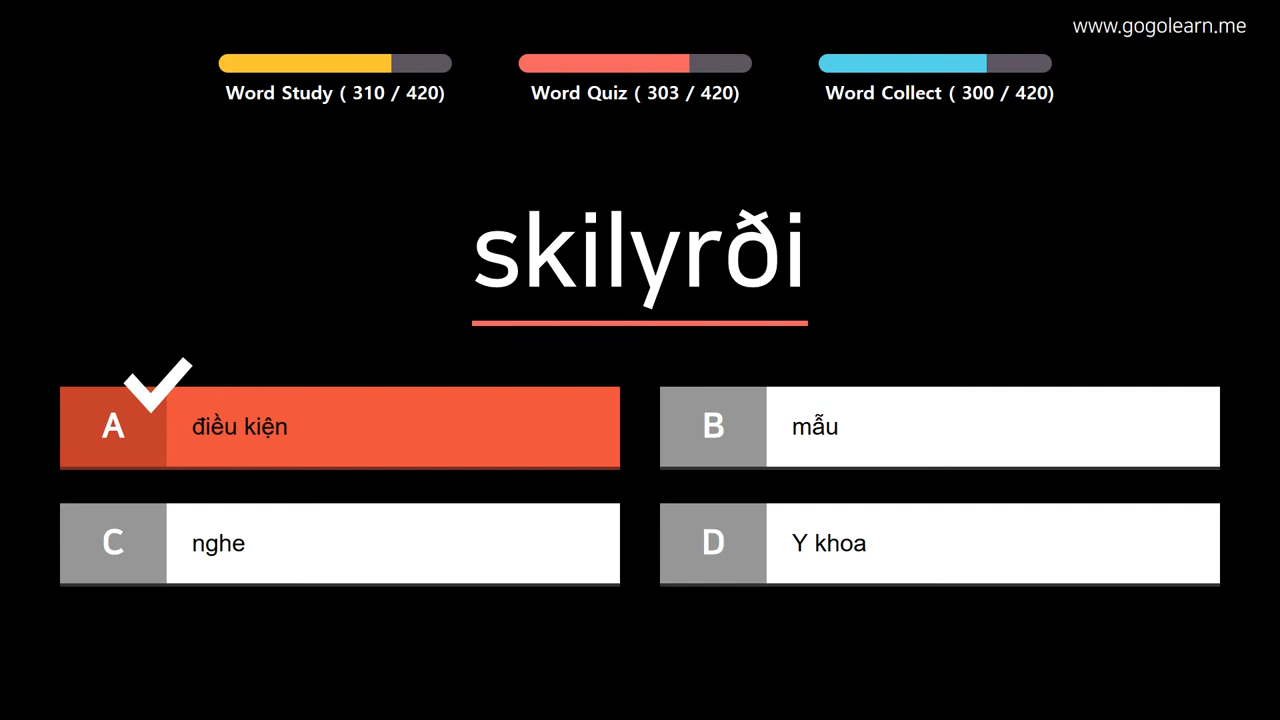 www.gogolearn.me
Word Study ( 310 / 420)
Word Quiz ( 303 / 420)
Word Collect ( 300 / 420)
skilyrði
A điều kiện
B mẫu
C nghe
D Y khoa